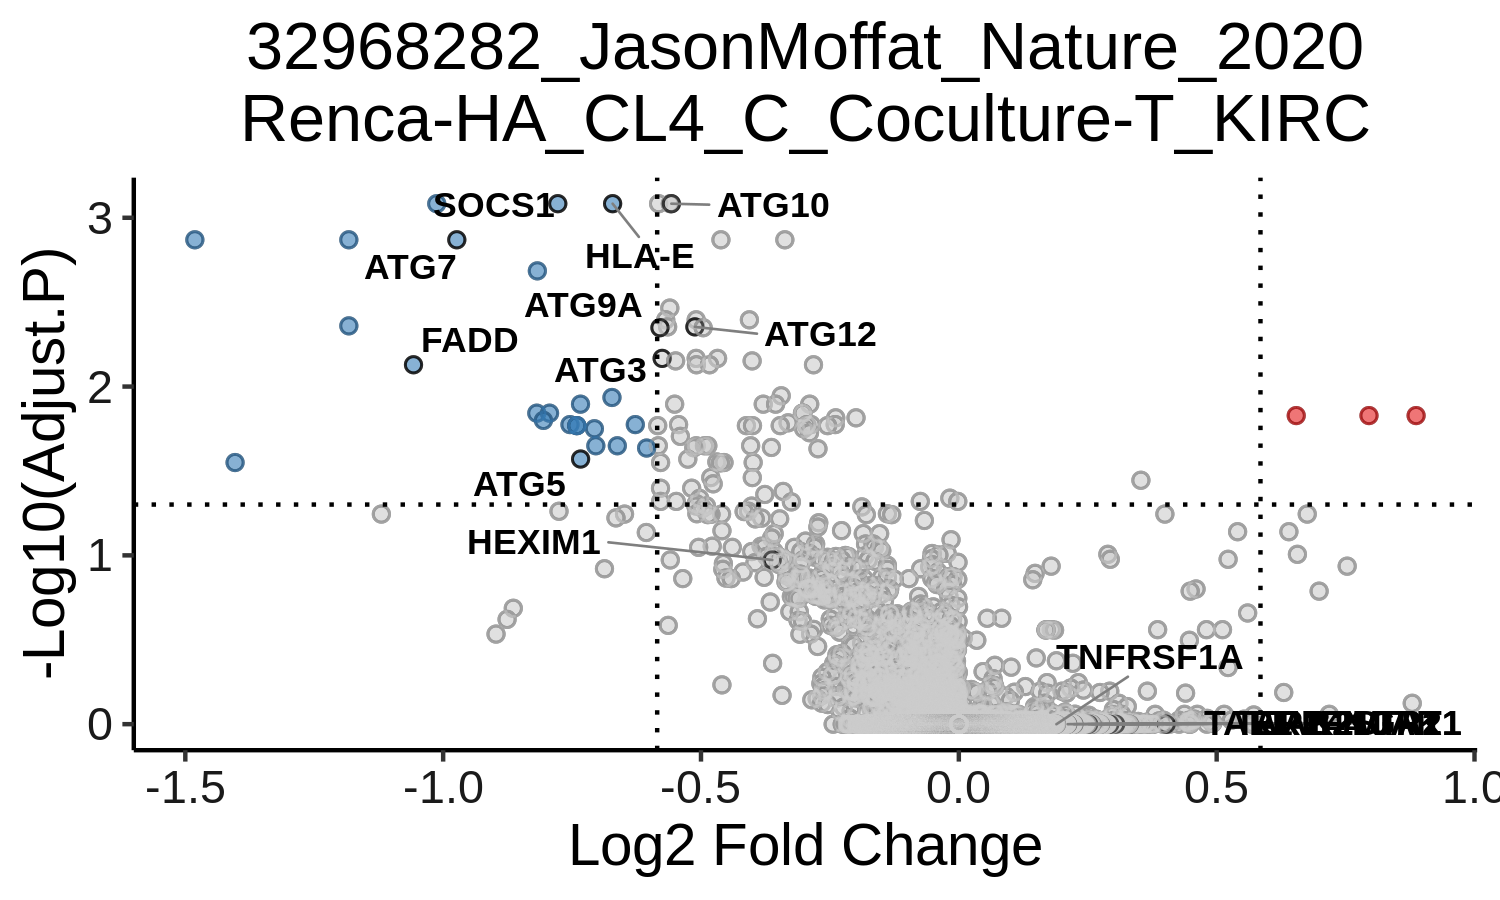 32968282_JasonMoffat_Nature_2020
Renca-HA_CL4_C_Coculture-T_KIRC
-Log10(Adjust.P)
3
2
1
0
SOCS1
ATG10
HLA-E
ATG7
ATG9A
ATG12
FADD
ATG3
ATG5
HEXIM1
TNFRSF1A
-1.5 -1.0 -0.5 0.0 0.5 1.0
Log2 Fold Change